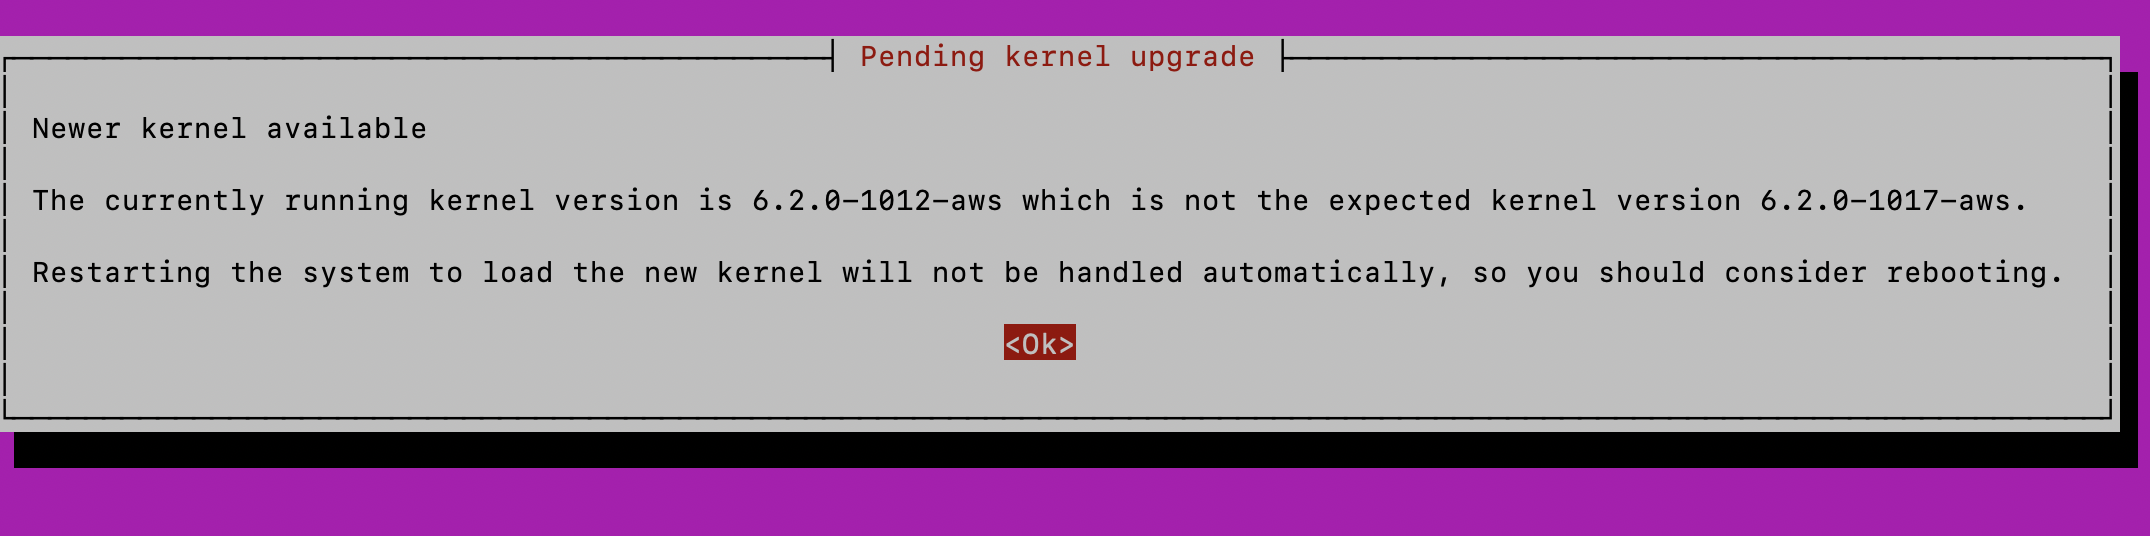 Pending kernel upgrade
Newer kernel available
The currently running kernel version is 6.2.0-1012-aws which is not the expected kernel version 6.2.0-1017-aws.
Restarting the system to load the new kernel will not be handled automatically, so you should consider rebooting.
<Ok>